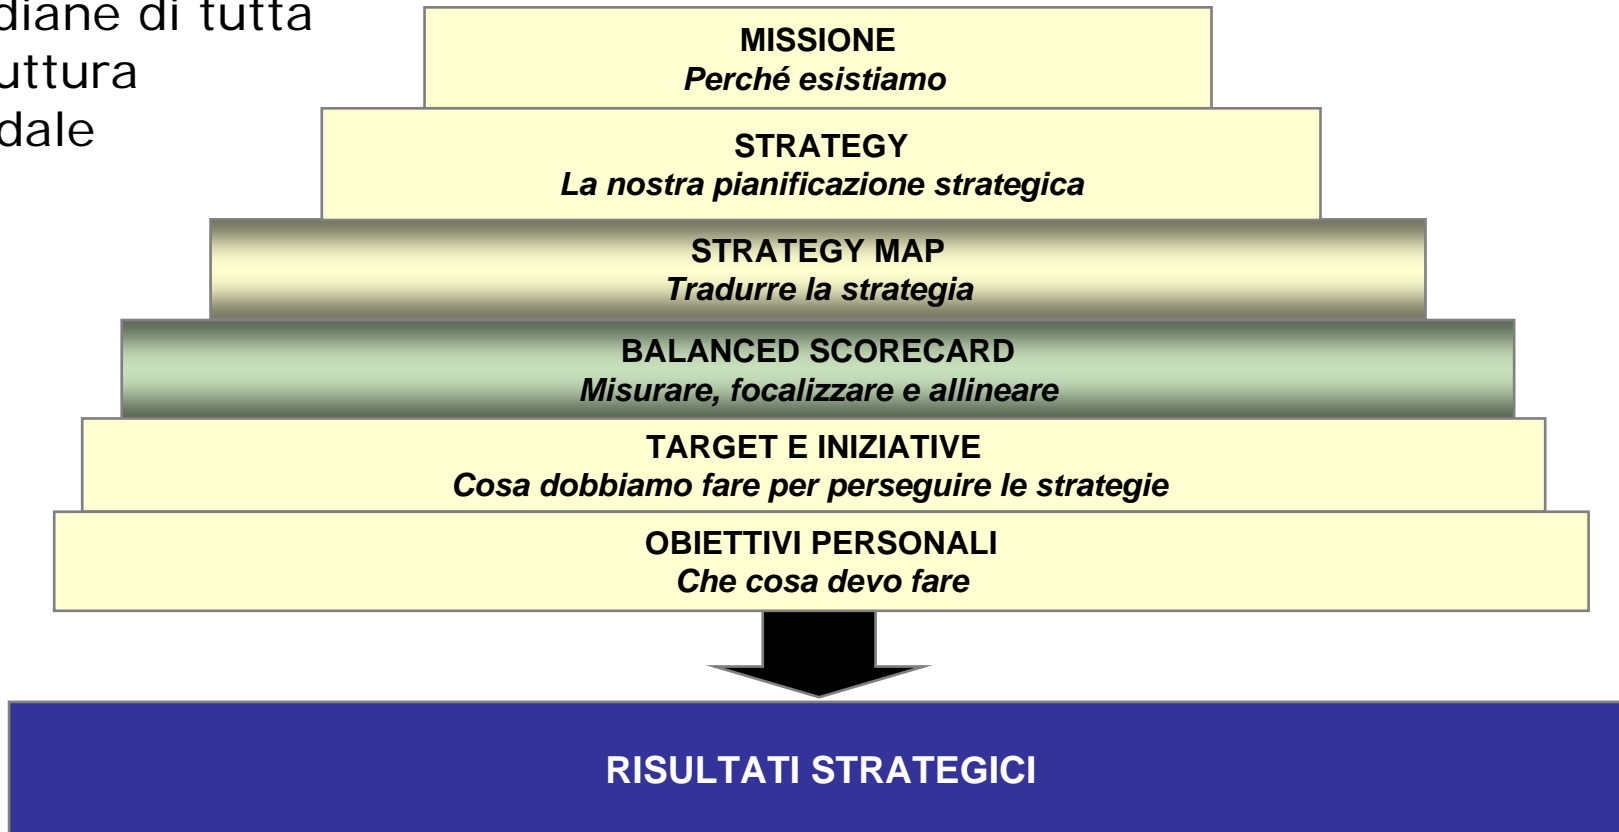 diane di tutta
uttura
dale
MISSIONE
Perché esistiamo
STRATEGY
La nostra pianificazione strategica
STRATEGY MAP
Tradurre la strategia
BALANCED SCORECARD
Misurare, focalizzare e allineare
TARGET E INIZIATIVE
Cosa dobbiamo fare per perseguire le strategie
OBIETTIVI PERSONALI
Che cosa devo fare
RISULTATI STRATEGICI